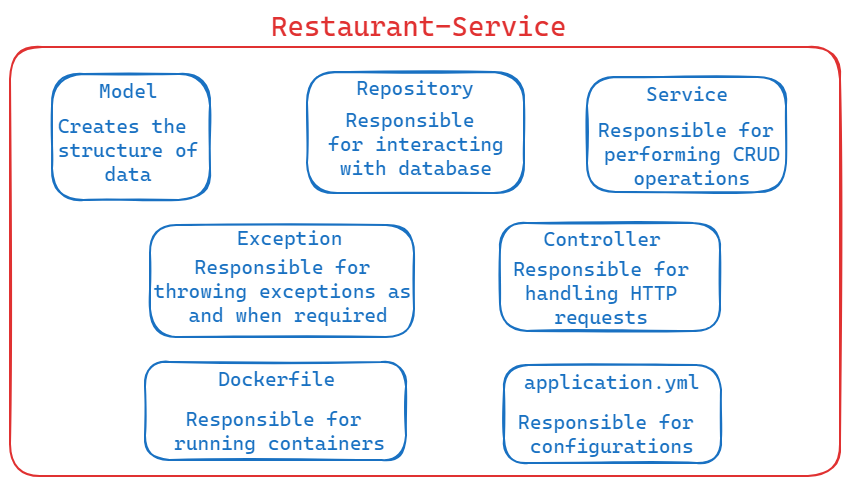 Restaurant-Service
Model
Creates the
structure of
data
Repository
Responsible
for interacting
with database
Service
Responsible for
performing CRUD
operations
Exception
Responsible for
throwing exceptions as
and when required
Controller
Responsible for
handling HTTP
requests
Dockerfile
Responsible for
running containers
application.yml
Responsible for
configurations